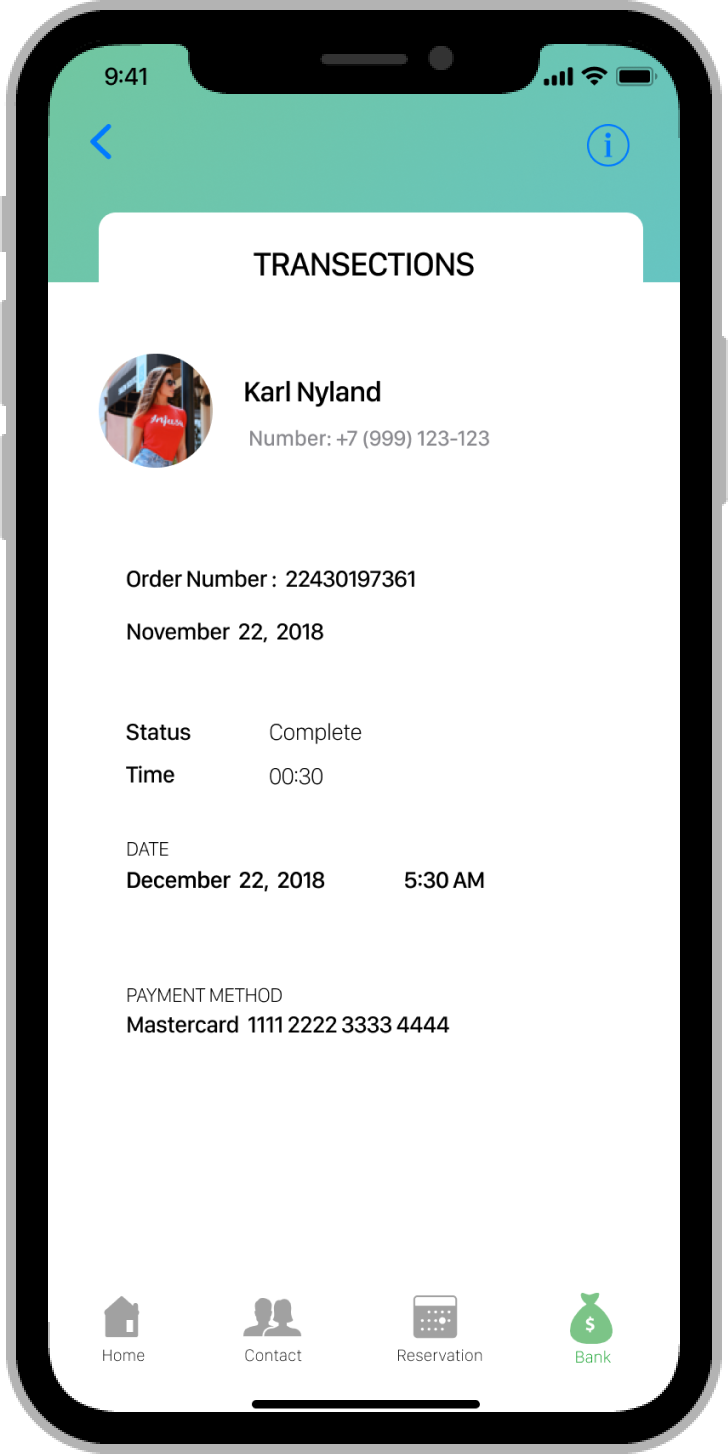 9:41
TRANSECTIONS
Karl Nyland
Number: +7 (999) 123-123
Order Number : 22430197361
November 22, 2018
Status Complete
Time 00:30
DATE
December 22, 2018 5:30 AM
PAYMENT METHOD
Mastercard 1111 2222 3333 4444
$
Home Contact Reservation Bank